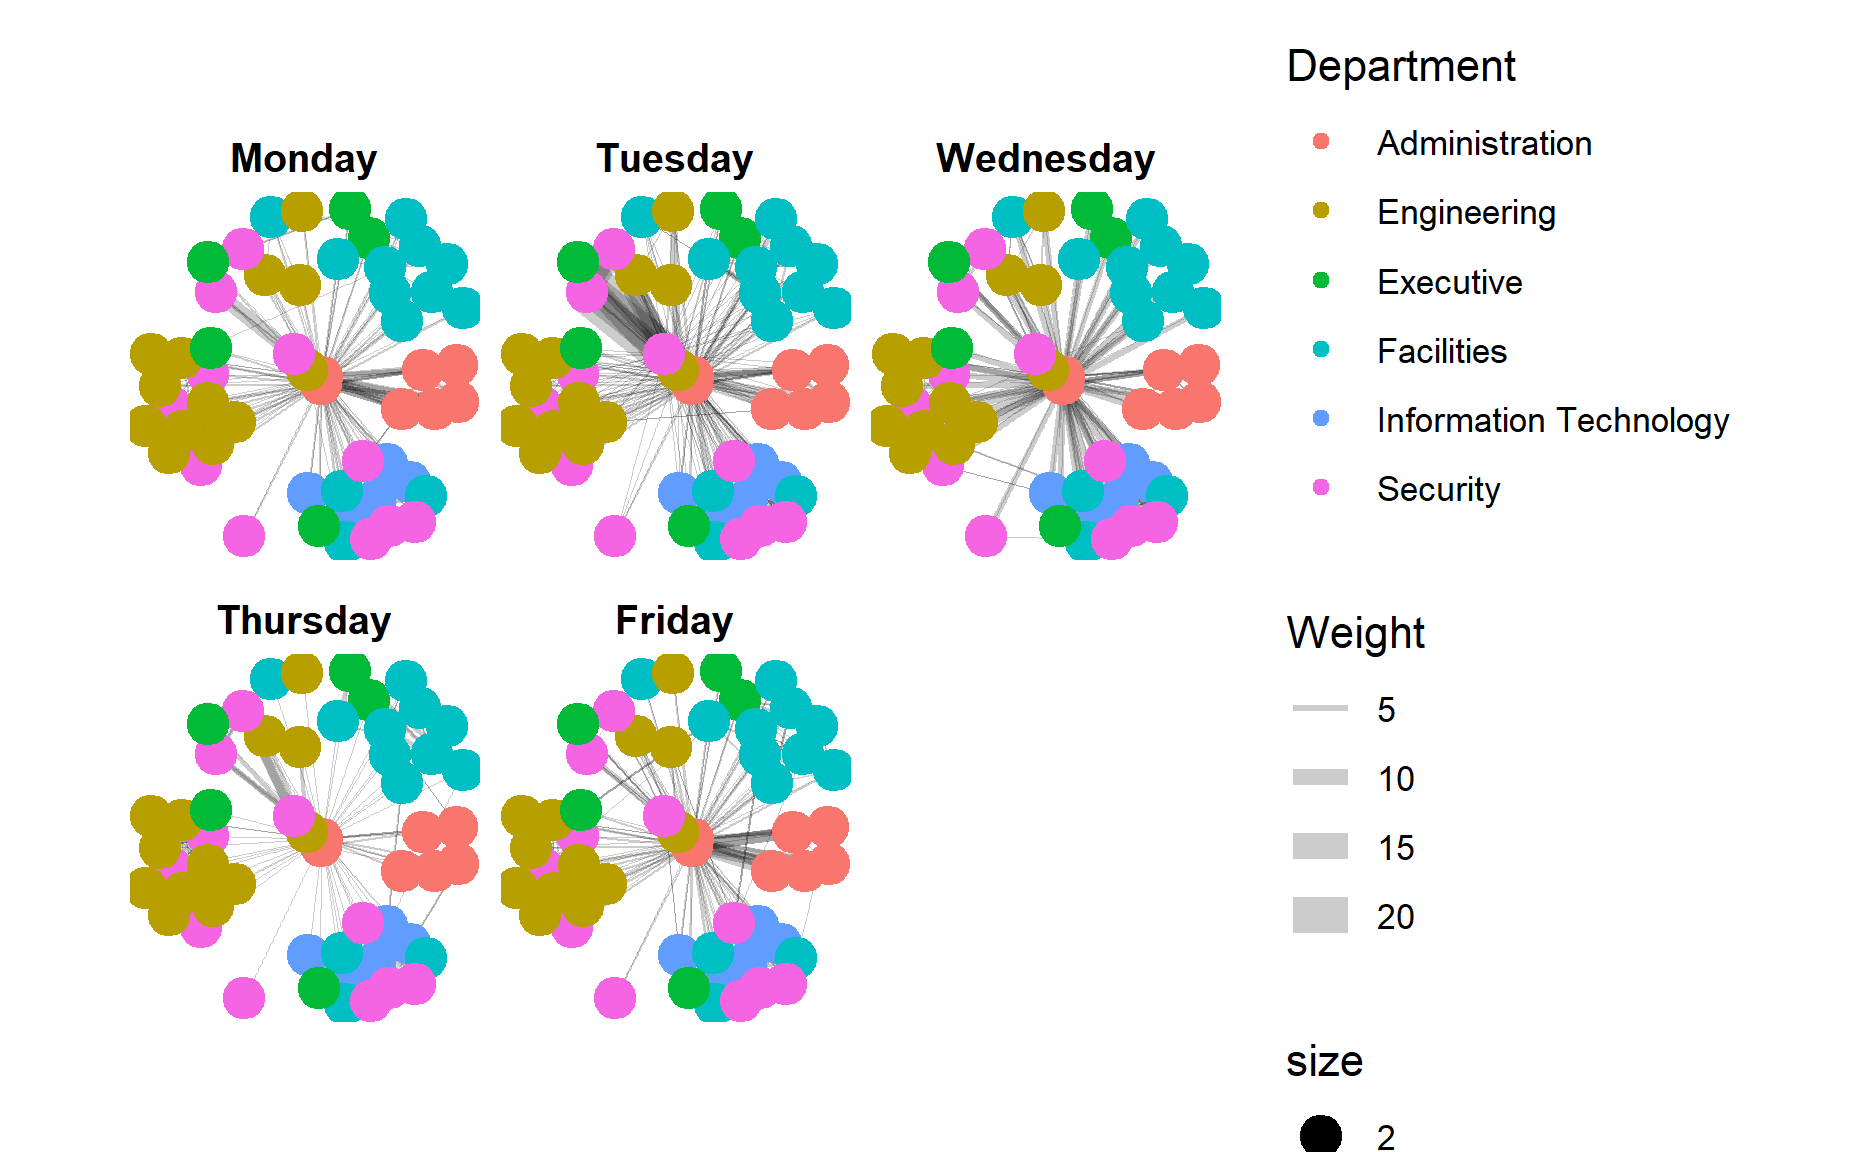 Monday
Tuesday
Wednesday
Thursday
Friday
Department
Administration
Engineering
Executive
Facilities
Information Technology
Security
Weight
5
10
15
20
size
2